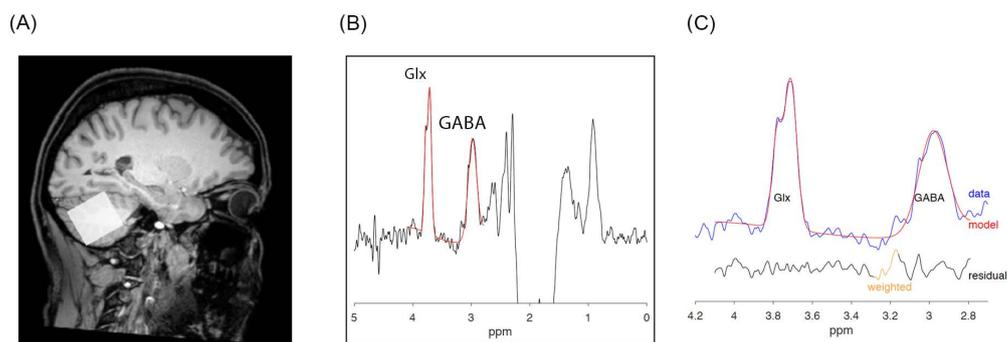 (A)
(B)
(C)
Glx
GABA
5 4 3 2 1 0
ppm
Glx
GABA
data
model
residual
weighted
4.2 4 3.8 3.6 3.4 3.2 3 2.8
ppm